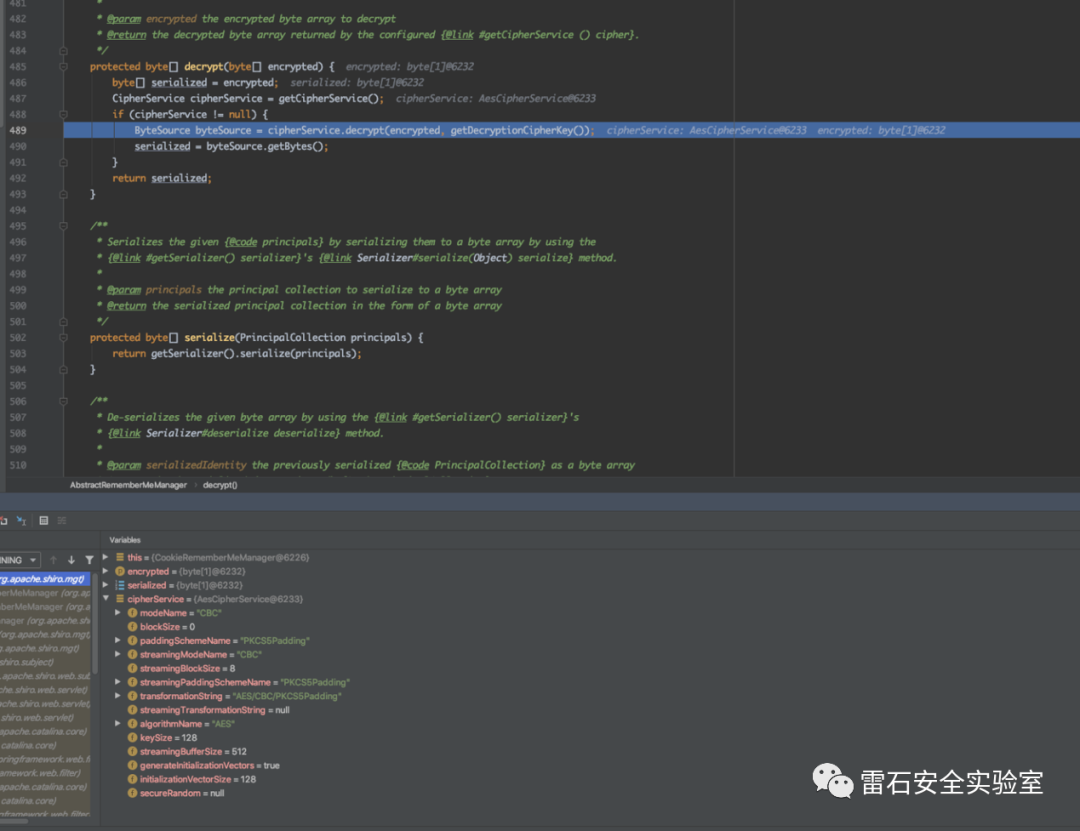 481 *
482 * @param encrypted the encrypted byte array to decrypt
483 * @return the decrypted byte array returned by the configured {@link #getCipherService () cipher}.
484 */
485 protected byte[] decrypt(byte[] encrypted) { encrypted: byte[1]@6232
486 byte[] serialized = encrypted; serialized: byte[1]@6232
487 CipherService cipherService = getCipherService(); cipherService: AesCipherService@6233
488 if (cipherService != null) {
489 ByteSource byteSource = cipherService.decrypt(encrypted, getDecryptionCipherKey()); cipherService: AesCipherService@6233 encrypted: byte[1]@6232
490 serialized = byteSource.getBytes();
491 }
492 return serialized;
493 }
494
495 /**
496 * Serializes the given {@code principals} by serializing them to a byte array by using the
497 * {@link #getSerializer() serializer}'s {@link Serializer#serialize(Object) serialize} method.
498 *
499 * @param principals the principal collection to serialize to a byte array
500 * @return the serialized principal collection in the form of a byte array
501 */
502 protected byte[] serialize(PrincipalCollection principals) {
503 return getSerializer().serialize(principals);
504 }
505
506 /**
507 * De-serializes the given byte array by using the {@link #getSerializer() serializer}'s
508 * {@link Serializer#deserialize deserialize} method.
509 *
510 * @param serializedIdentity the previously serialized {@code PrincipalCollection} as a byte array
AbstractRememberMeManager › decrypt()
Variables
NING
this = {CookieRememberMeManager@6226}
encrypted = {byte[1]@6232}
rg.apache.shiro.mgt)
serialized = {byte[1]@6232}
berMeManager (org.ap
cipherService = {AesCipherService@6233}
berMeManager (org.a
modeName = "CBC"
nager (org.apache.sh
blockSize = 0
(org.apache.shiro.mgt,
paddingSchemeName = "PKCS5Padding"
g.apache.shiro.mgt)
streamingModeName = "CBC"
shiro.subject)
streamingBlockSize = 8
.apache.shiro.web.sub
streamingPaddingSchemeName = "PKCS5Padding"
che.shiro.web.servlet)
transformationString = "AES/CBC/PKCS5Padding"
ache.shiro.web.servlet)
streamingTransformationString = null
.shiro.web.servlet)
algorithmName = "AES"
apache.catalina.core)
keySize = 128
catalina.core)
streamingBufferSize = 512
oringframework.web.f
generateInitializationVectors = true
amework.web.filter)
initializationVectorSize = 128
apache.catalina.core)
secureRandom = null
catalina.core)
ngframework.web.filter
雷石安全实验室